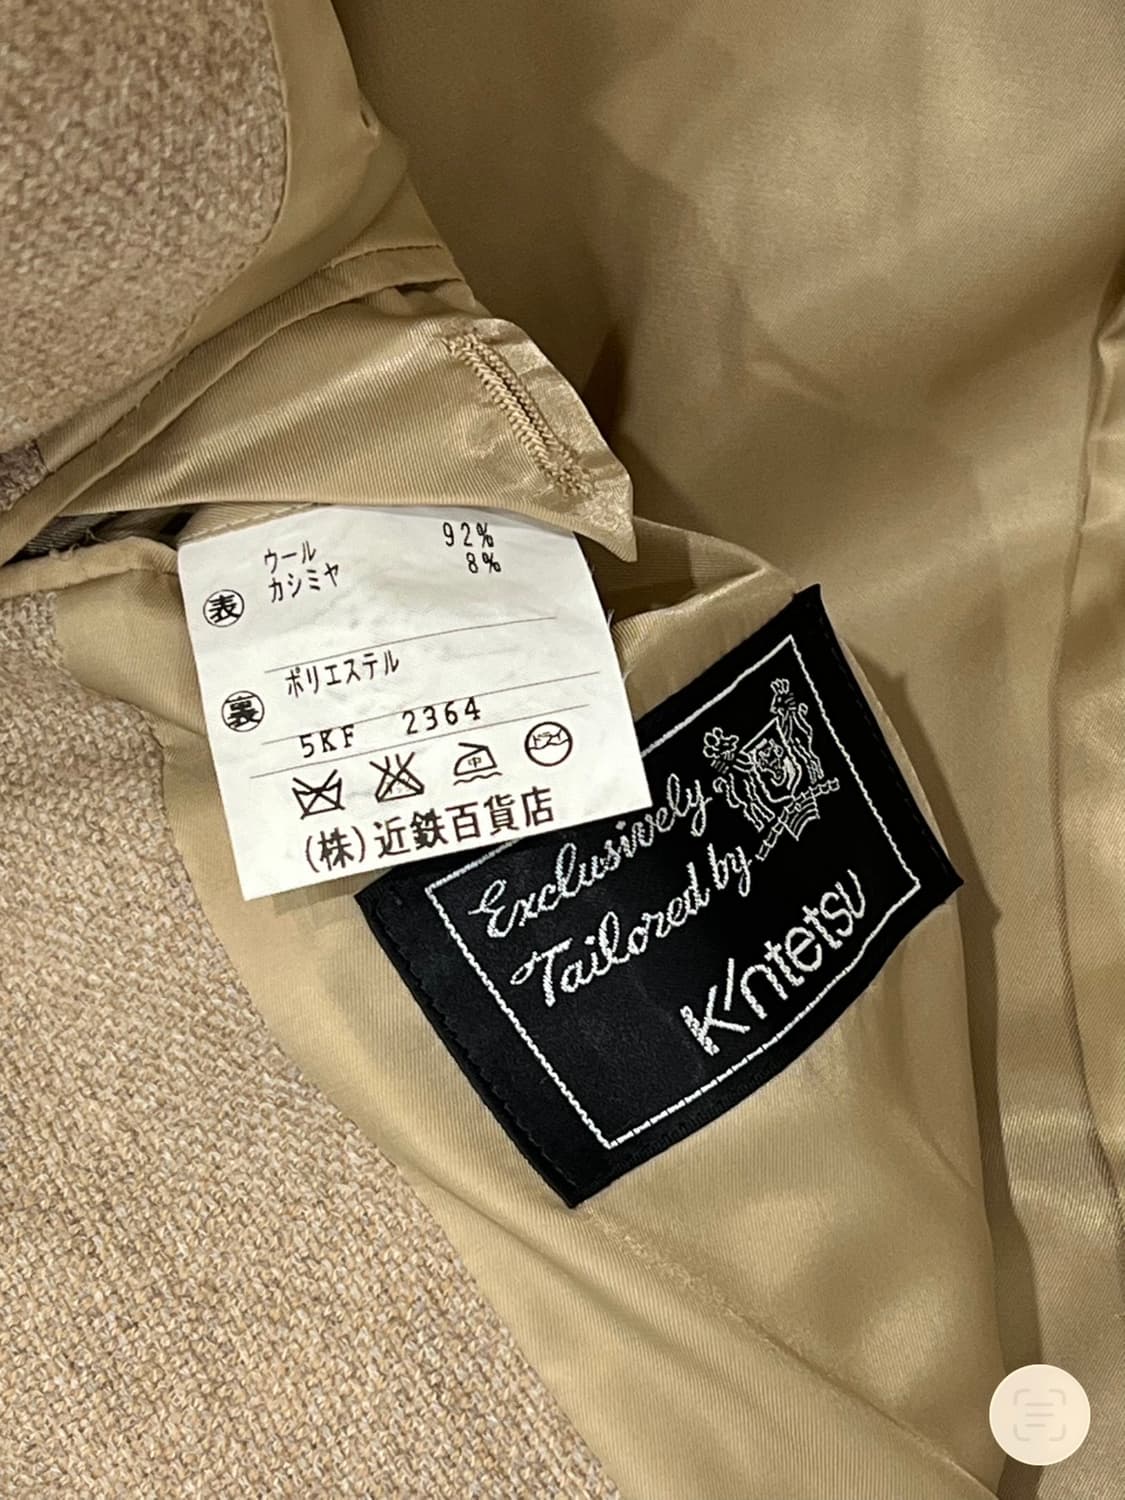 表
ウール 92%
カシミヤ 8%
裏
ポリエステル
5KF 2364
中
ドライ
(株)近鉄百貨店
Exclusively
Tailored by
K'ntetsu